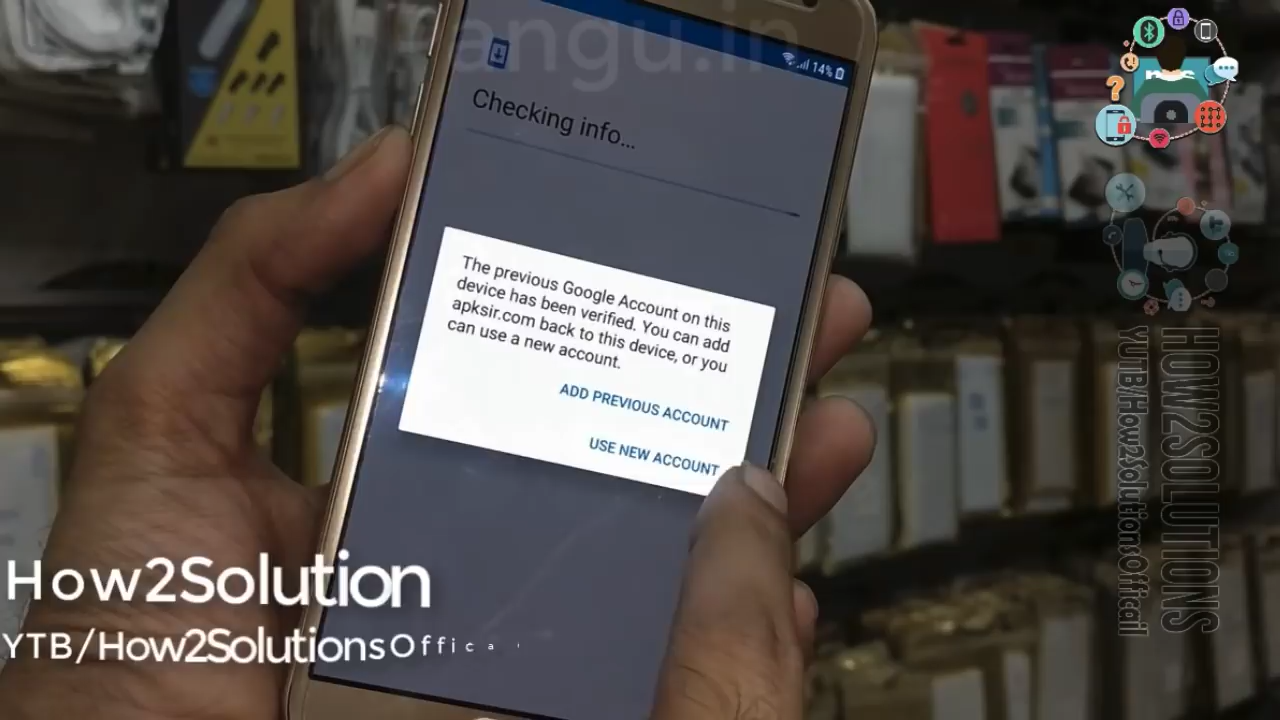 angu.in
14%
Checking info...
The previous Google Account on this
device has been verified. You can add
apksir.com back to this device, or you
can use a new account.
ADD PREVIOUS ACCOUNT
USE NEW ACCOUNT
How2Solution
YTB/How2SolutionsOffica
HOW2SOLUTIONS
YUTB/How2SolutionsOfficail